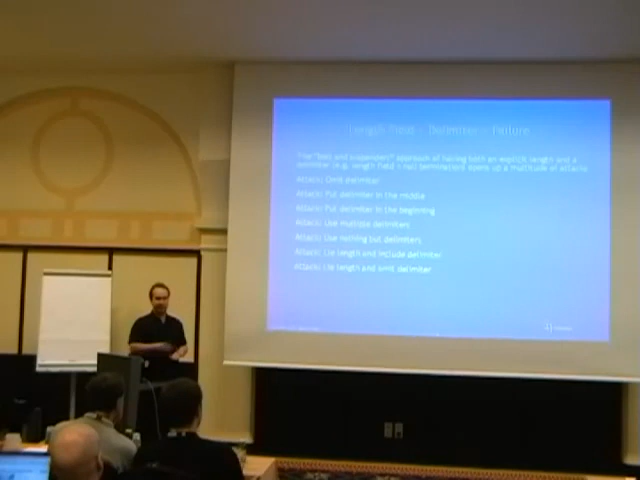 Length Field + Delimiter = Failure
The "belt and suspenders" approach of having both an explicit length and a
delimiter (e.g. length field + null termination) opens up a multitude of attacks
Attack: Omit delimiter
Attack: Put delimiter in the middle
Attack: Put delimiter in the beginning
Attack: Use multiple delimiters
Attack: Use nothing but delimiters
Attack: Lie length and include delimiter
Attack: Lie length and omit delimiter